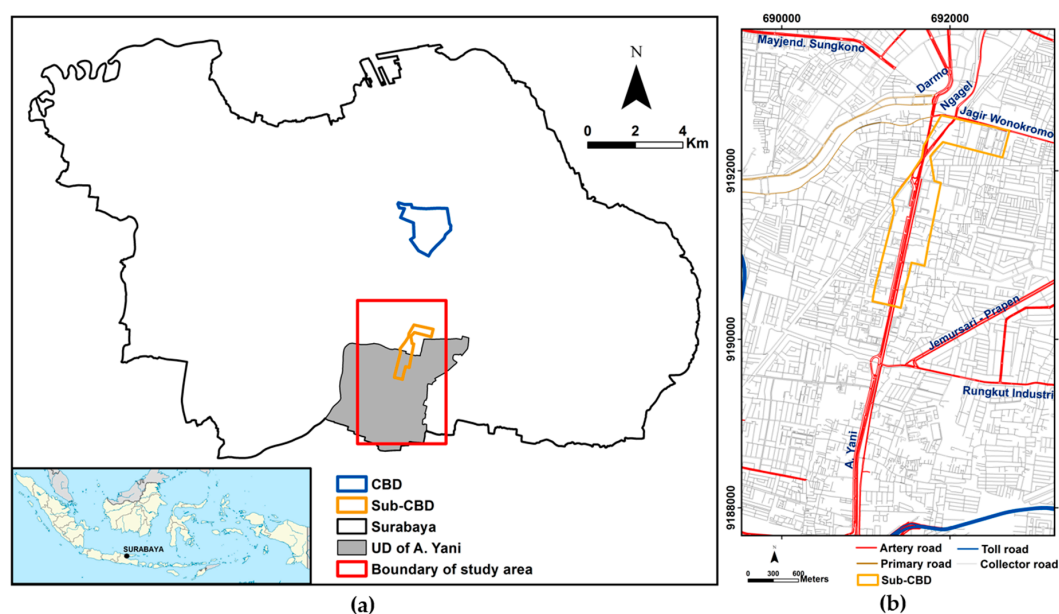 N
0 2 4
Km
CBD
Sub-CBD
Surabaya
UD of A. Yani
Boundary of study area
SURABAYA
(a)
690000 692000
Mayjend. Sungkono
Darmo
Ngagel
Jagir Wonokromo
9192000
9190000
Jemursari - Prapen
Rungkut Industri
A. Yani
9188000
N
0 300 600
Meters
Artery road
Toll road
Primary road
Collector road
Sub-CBD
(b)